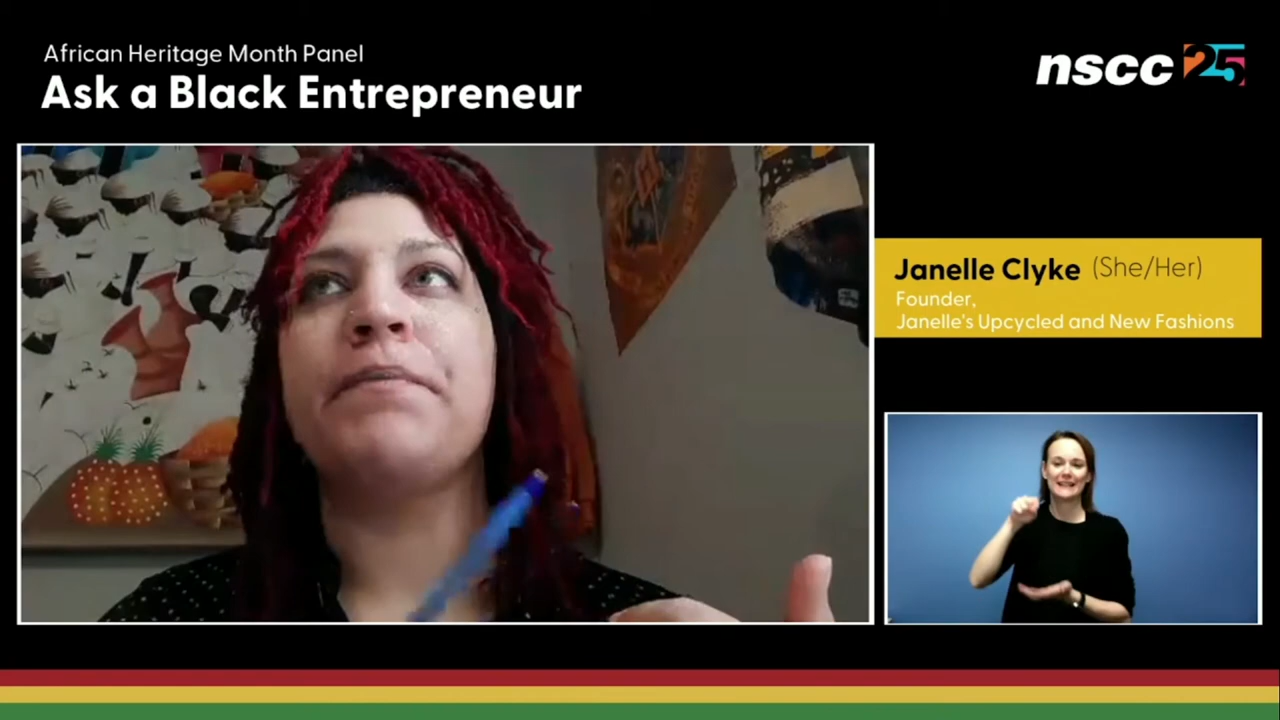 African Heritage Month Panel
Ask a Black Entrepreneur
nscc 25
Janelle Clyke (She/Her)
Founder,
Janelle's Upcycled and New Fashions